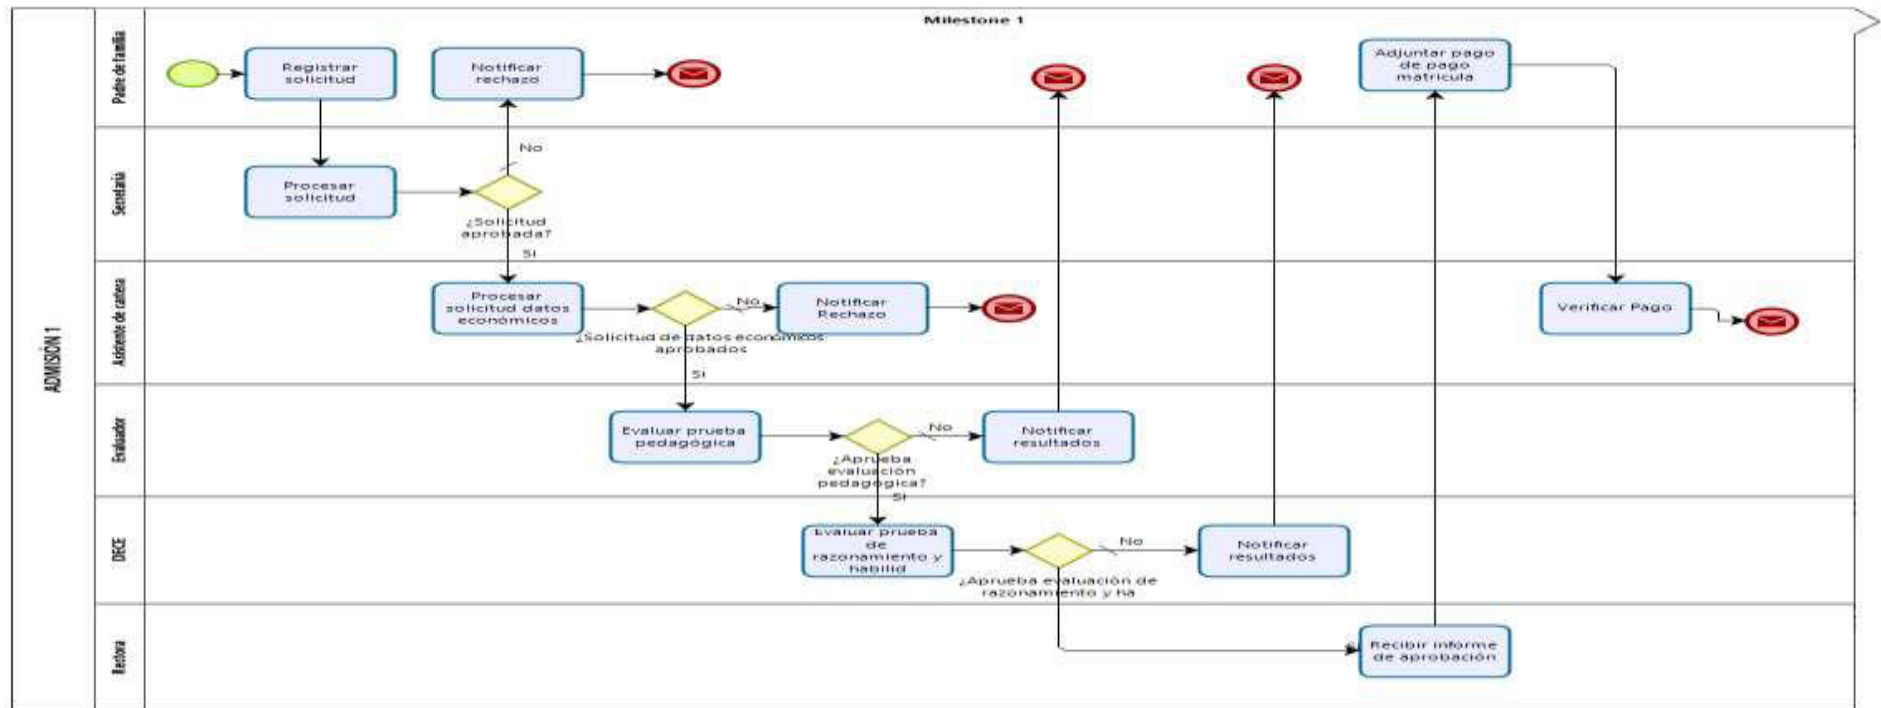 Milestone 1
ADMISIÓN 1
Padre de familia
Registrar
solicitud
Notificar
rechazo
Adjuntar pago
de pago
matricula
Secretaria
Procesar
solicitud
No
¿Solicitud
aprobada?
Si
Asistente de cartera
Procesar
solicitud datos
económicos
No
Notificar
Rechazo
Verificar Pago
¿Solicitud de datos económicos
aprobados
Si
Evaluador
Evaluar prueba
pedagógica
No
Notificar
resultados
¿Aprueba
evaluación
pedagógica?
Si
DECE
Evaluar prueba
de
razonamiento y
habilid
No
Notificar
resultados
¿Aprueba evaluación de
razonamiento y ha
Rectora
Recibir informe
de aprobación